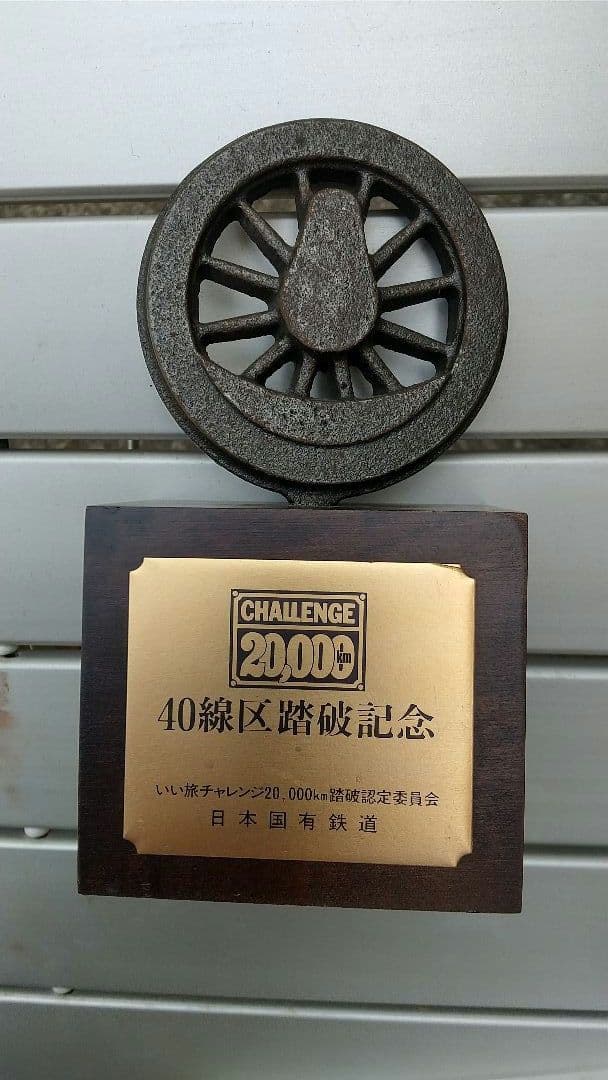 CHALLENGE
20,000km
40線区踏破記念
いい旅チャレンジ20,000km踏破認定委員会
日本国有鉄道